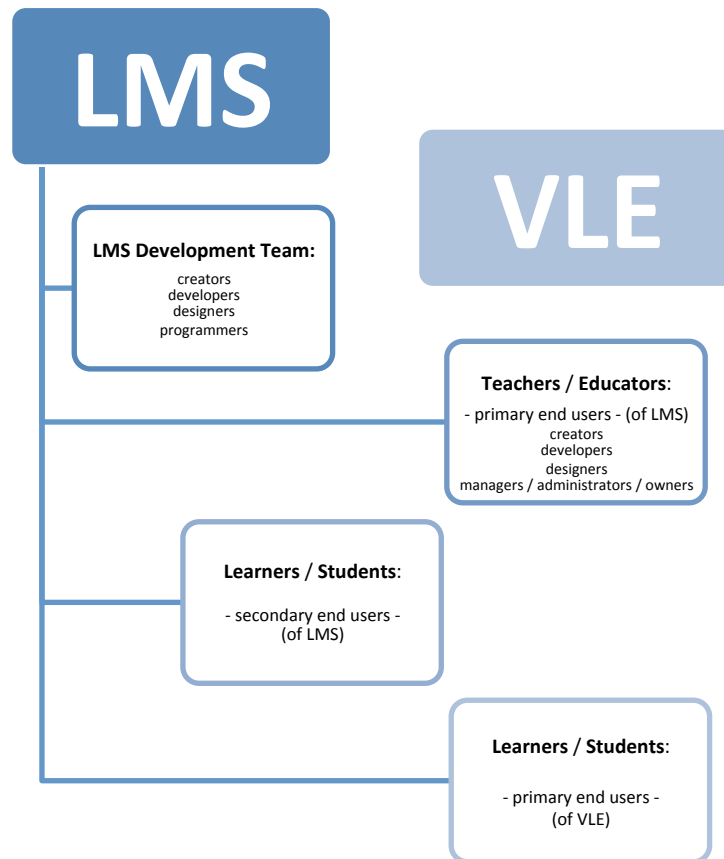 LMS
VLE
LMS Development Team:
creators
developers
designers
programmers
Teachers / Educators:
- primary end users - (of LMS)
creators
developers
designers
managers / administrators / owners
Learners / Students:
- secondary end users -
(of LMS)
Learners / Students:
- primary end users -
(of VLE)